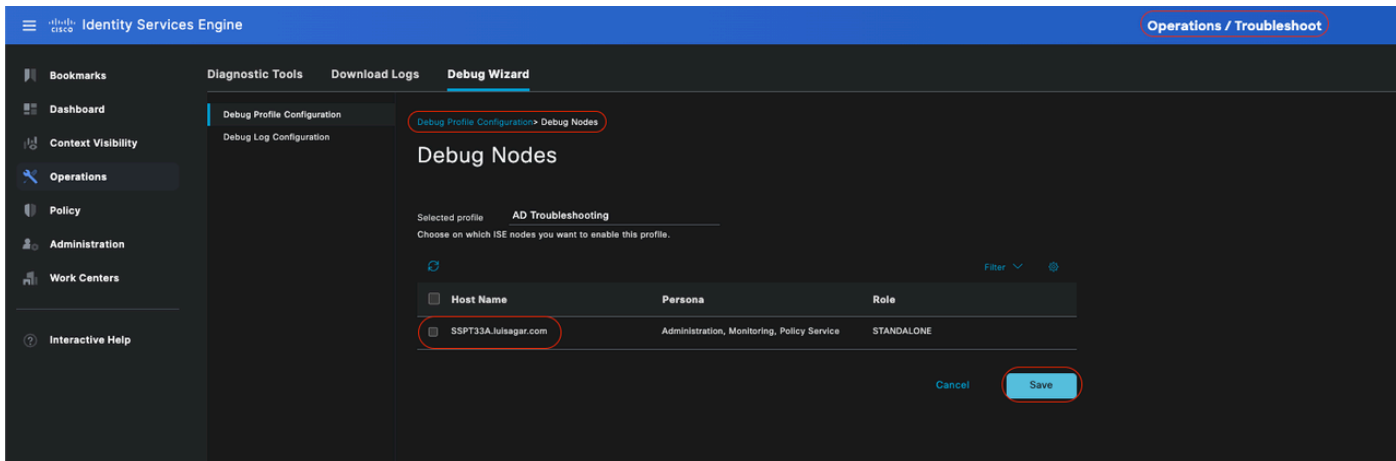 cisco Identity Services Engine
Operations / Troubleshoot
Bookmarks
Dashboard
Context Visibility
Operations
Policy
Administration
Work Centers
Interactive Help
Diagnostic Tools Download Logs Debug Wizard
Debug Profile Configuration
Debug Log Configuration
Debug Profile Configuration> Debug Nodes
Debug Nodes
Selected profile AD Troubleshooting
Choose on which ISE nodes you want to enable this profile.
Filter
Host Name Persona Role
SSPT33A.luisagar.com Administration, Monitoring, Policy Service STANDALONE
Cancel Save